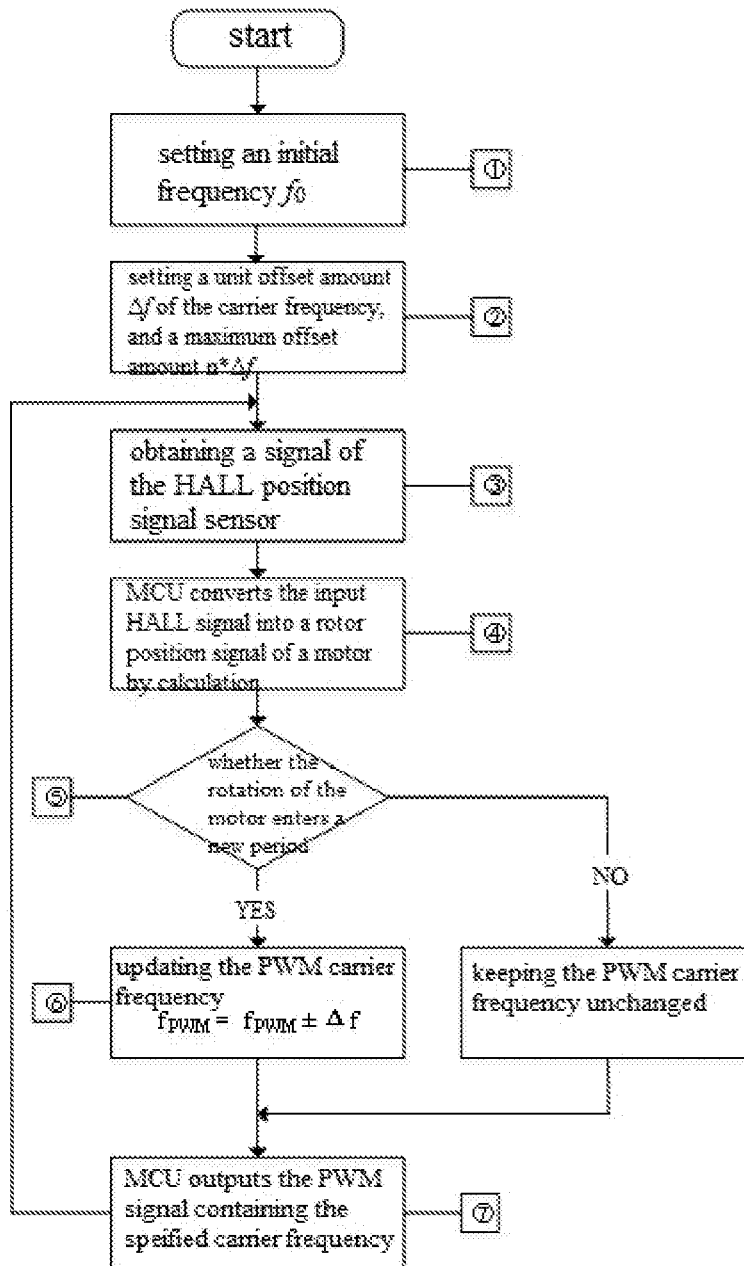 start
setting an initial
frequency f0
①
setting a unit offset amount
Δf of the carrier frequency,
and a maximum offset
amount n*Δf
②
obtaining a signal of
the HALL position
signal sensor
③
MCU converts the input
HALL signal into a rotor
position signal of a motor
by calculation
④
whether the
rotation of the
motor enters a
new period
⑤
YES
NO
updating the PWM carrier
frequency
fPWM = fPWM ± Δ f
⑥
keeping the PWM carrier
frequency unchanged
MCU outputs the PWM
signal containing the
speified carrier frequency
⑦